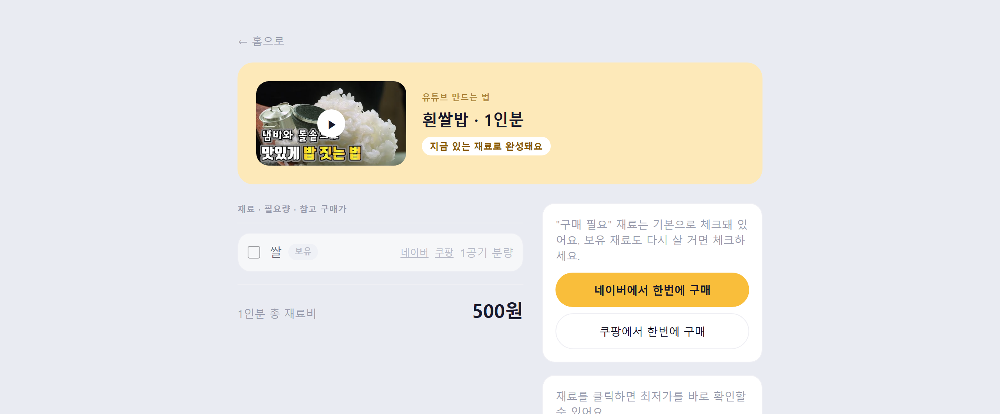 ← 홈으로
냄비와 돌솥으로
맛있게 밥 짓는 법
유튜브 만드는 법
흰쌀밥 · 1인분
지금 있는 재료로 완성돼요
재료 · 필요량 · 참고 구매가
쌀 보유 네이버 쿠팡 1공기 분량
1인분 총 재료비 500원
"구매 필요" 재료는 기본으로 체크돼 있
어요. 보유 재료도 다시 살 거면 체크하
세요.
네이버에서 한번에 구매
쿠팡에서 한번에 구매
재료를 클릭하면 최저가를 바로 확인할
수 있어요